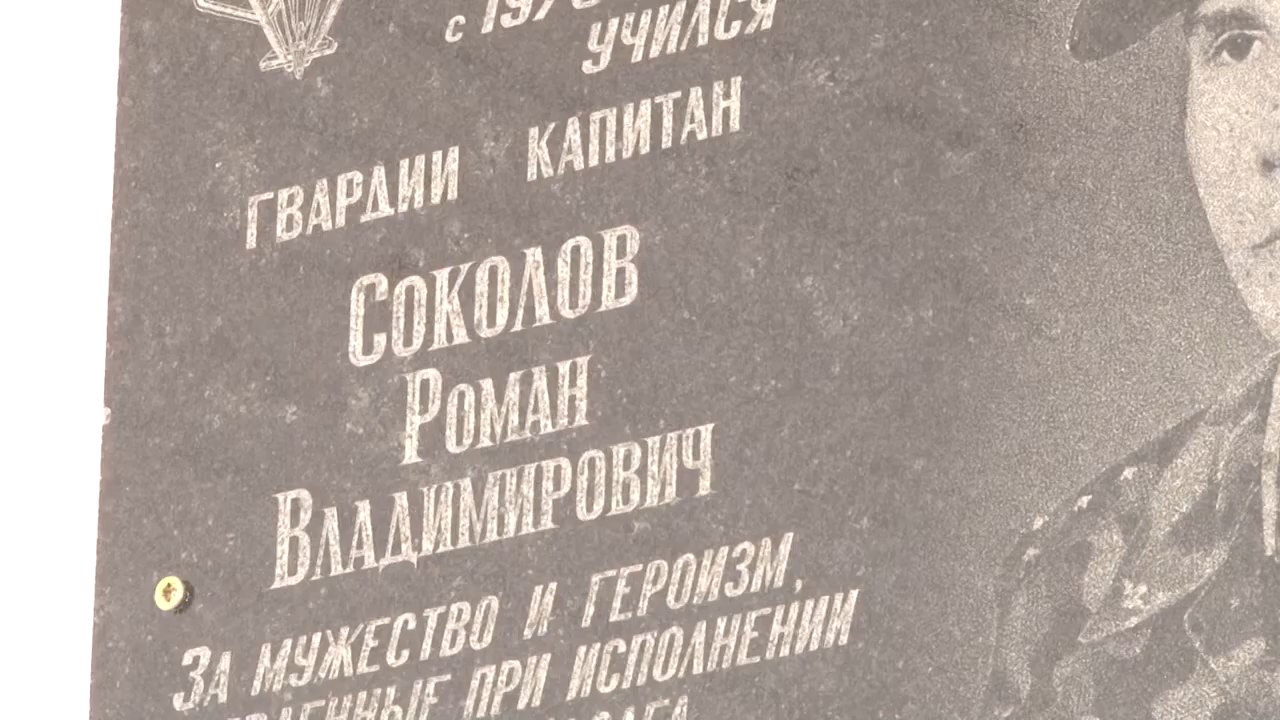 с
УЧИЛСЯ
ГВАРДИИ КАПИТАН
СОКОЛОВ
РОМАН
ВЛАДИМИРОВИЧ
ЗА МУЖЕСТВО И ГЕРОИЗМ,
ПРИ ИСПОЛНЕНИИ